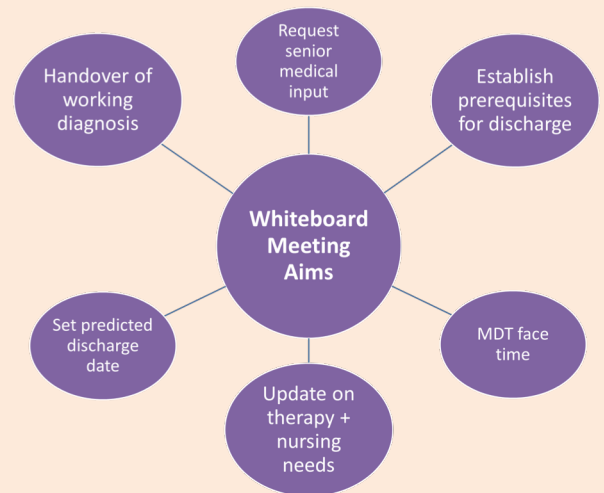 Request
senior
medical
input
Handover of
working
diagnosis
Establish
prerequisites
for discharge
Whiteboard
Meeting
Aims
Set predicted
discharge
date
MDT face
time
Update on
therapy +
nursing
needs